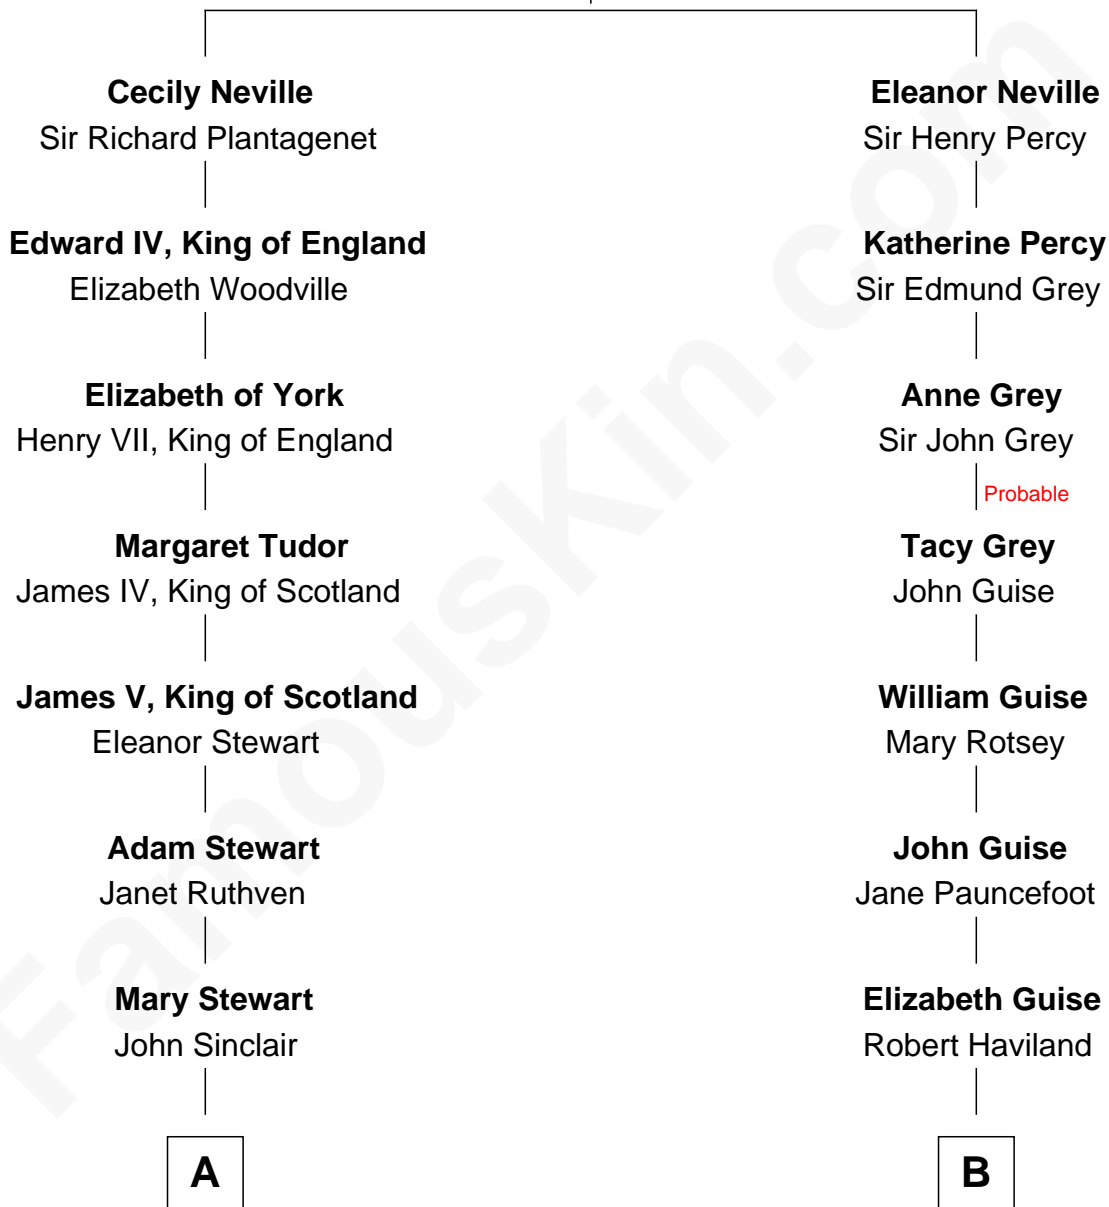 Cecily Neville
Sir Richard Plantagenet
Edward IV, King of England
Elizabeth Woodville
Elizabeth of York
Henry VII, King of England
Margaret Tudor
James IV, King of Scotland
James V, King of Scotland
Eleanor Stewart
Adam Stewart
Janet Ruthven
Mary Stewart
John Sinclair
A
Eleanor Neville
Sir Henry Percy
Katherine Percy
Sir Edmund Grey
Anne Grey
Sir John Grey
Probable
Tacy Grey
John Guise
William Guise
Mary Rotsey
John Guise
Jane Pauncefoot
Elizabeth Guise
Robert Haviland
B
FamousKin.com